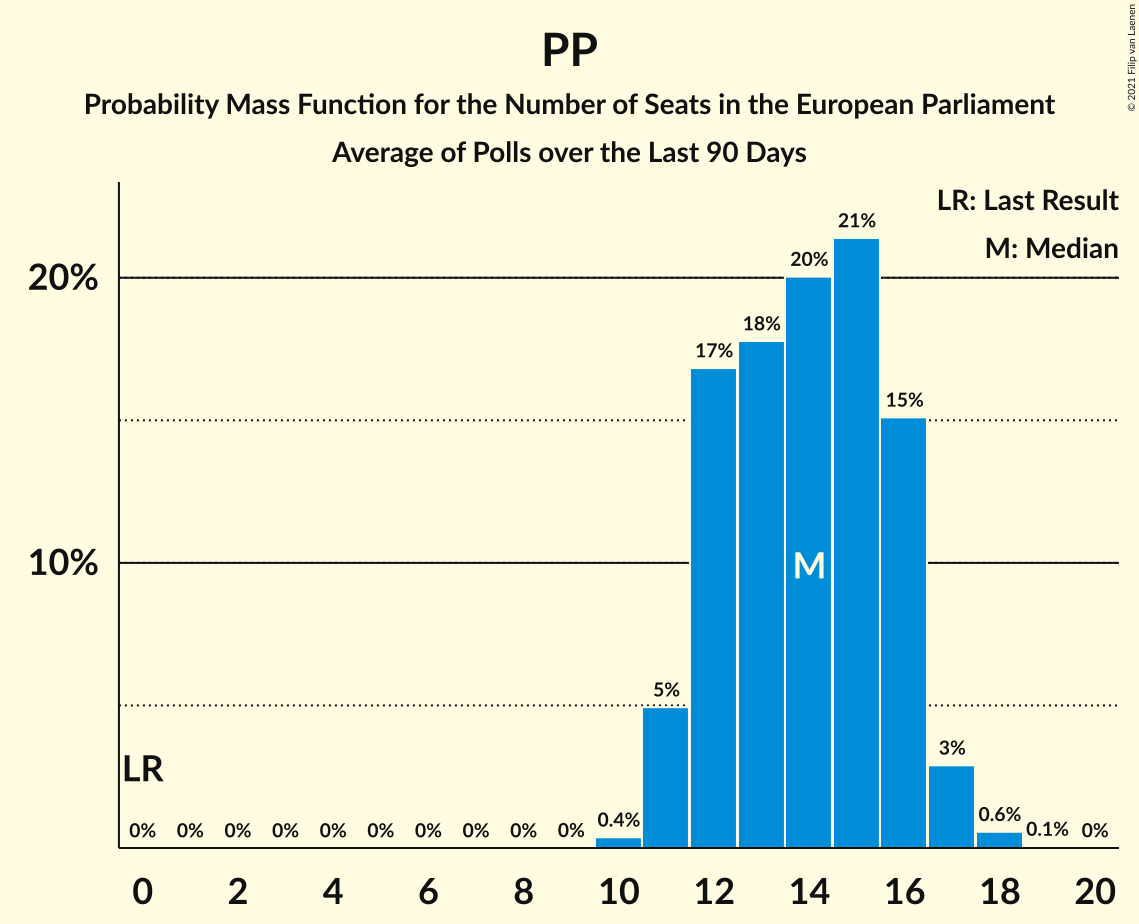 PP
Probability Mass Function for the Number of Seats in the European Parliament
Average of Polls over the Last 90 Days
© 2021 Filip van Laenen
LR: Last Result
M: Median
20%
10%
21%
20%
18%
17%
15%
M
5%
3%
LR
0% 0% 0% 0% 0% 0% 0% 0% 0% 0% 0.4% 0.6% 0.1% 0%
0 2 4 6 8 10 12 14 16 18 20